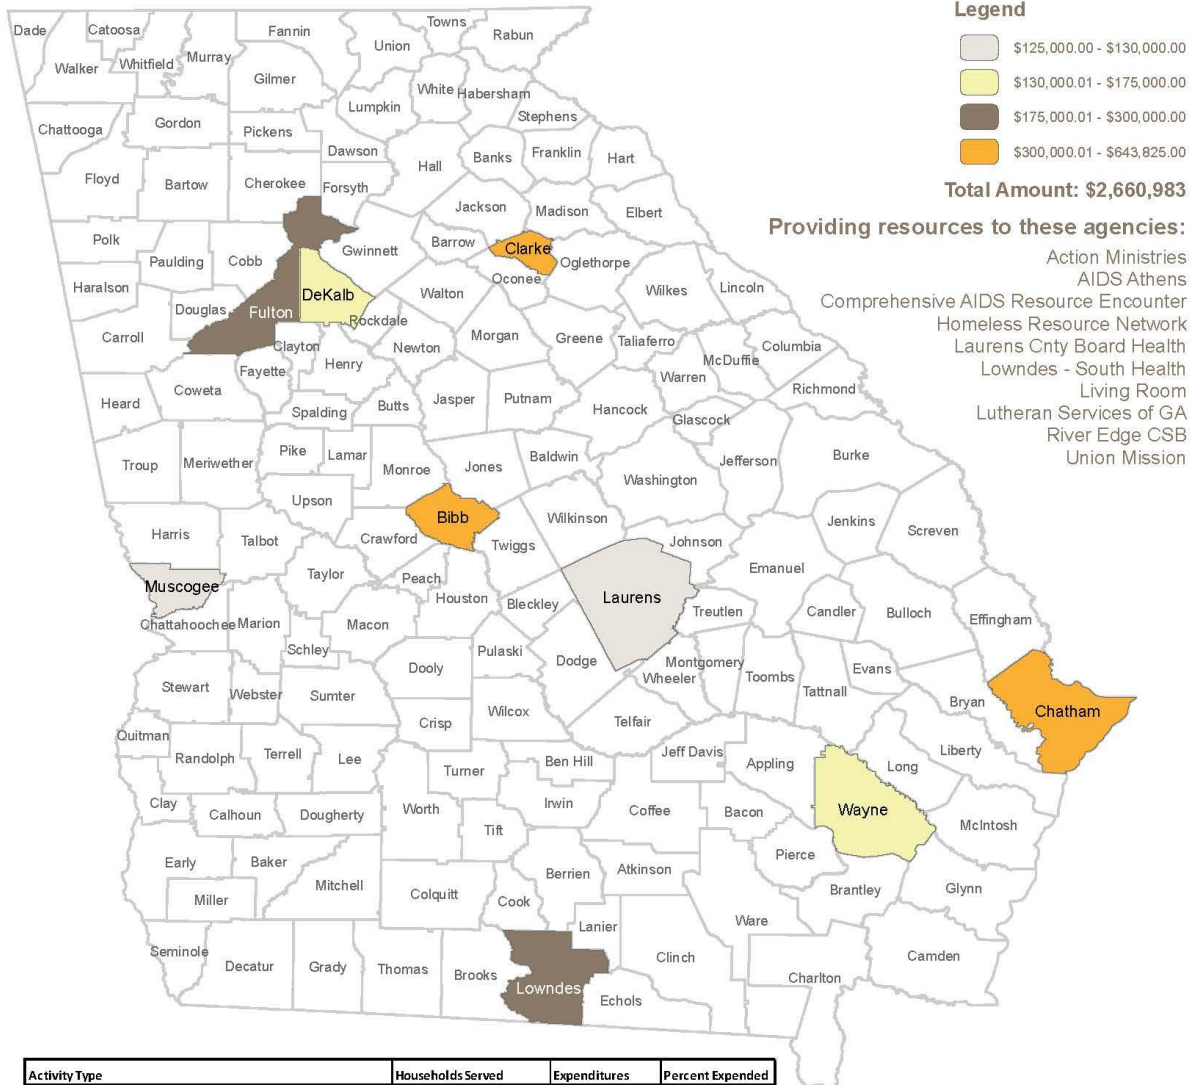 Legend
$125,000.00 - $130,000.00
$130,000.01 - $175,000.00
$175,000.01 - $300,000.00
$300,000.01 - $643,825.00
Total Amount: $2,660,983
Providing resources to these agencies:
Action Ministries
AIDS Athens
Comprehensive AIDS Resource Encounter
Homeless Resource Network
Laurens Cnty Board Health
Lowndes - South Health
Living Room
Lutheran Services of GA
River Edge CSB
Union Mission
Dade
Catoosa
Fannin
Towns
Rabun
Union
Walker
Whitfield
Murray
Gilmer
White
Habersham
Lumpkin
Stephens
Chattooga
Gordon
Pickens
Dawson
Hall
Banks
Franklin
Hart
Floyd
Bartow
Cherokee
Forsyth
Jackson
Madison
Elbert
Polk
Paulding
Cobb
Gwinnett
Barrow
Clarke
Oglethorpe
Oconee
Haralson
Douglas
Fulton
DeKalb
Rockdale
Walton
Wilkes
Lincoln
Carroll
Clayton
Henry
Newton
Morgan
Greene
Taliaferro
McDuffie
Columbia
Fayette
Coweta
Heard
Spalding
Butts
Jasper
Putnam
Hancock
Warren
Glascock
Richmond
Troup
Meriwether
Pike
Lamar
Monroe
Jones
Baldwin
Washington
Jefferson
Burke
Upson
Bibb
Wilkinson
Jenkins
Screven
Harris
Talbot
Crawford
Twiggs
Johnson
Emanuel
Muscogee
Taylor
Peach
Houston
Bleckley
Laurens
Treutlen
Candler
Bulloch
Effingham
Chattahoochee
Marion
Macon
Schley
Dooly
Pulaski
Dodge
Montgomery
Wheeler
Toombs
Tattnall
Evans
Bryan
Chatham
Stewart
Webster
Sumter
Crisp
Wilcox
Telfair
Quitman
Randolph
Terrell
Lee
Turner
Ben Hill
Jeff Davis
Appling
Long
Liberty
Clay
Calhoun
Dougherty
Worth
Tift
Irwin
Coffee
Bacon
Wayne
McIntosh
Early
Baker
Miller
Mitchell
Colquitt
Cook
Berrien
Atkinson
Pierce
Brantley
Glynn
Seminole
Decatur
Grady
Thomas
Brooks
Lowndes
Lanier
Echols
Clinch
Ware
Charlton
Camden
Activity Type Households Served Expenditures Percent Expended